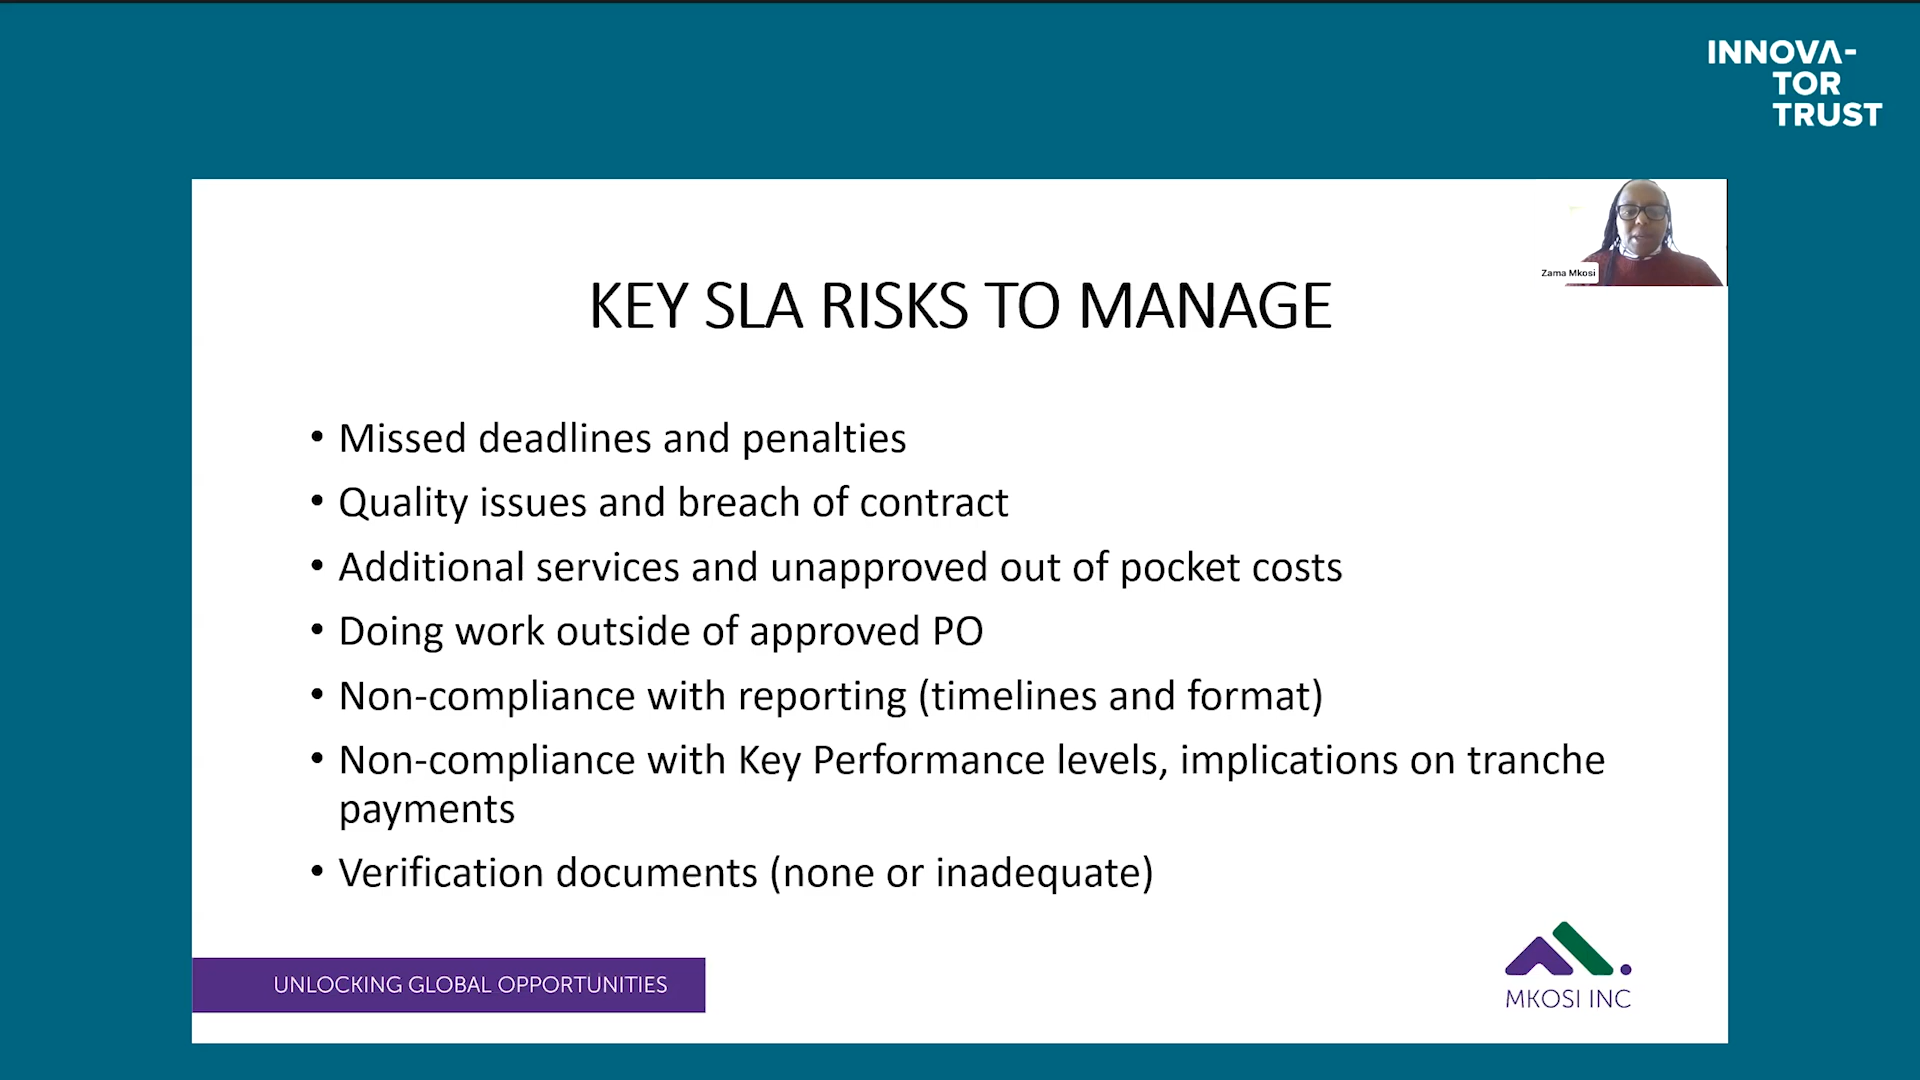 INNOVA-
TOR
TRUST
Zama Mkosi
KEY SLA RISKS TO MANAGE
• Missed deadlines and penalties
• Quality issues and breach of contract
• Additional services and unapproved out of pocket costs
• Doing work outside of approved PO
• Non-compliance with reporting (timelines and format)
• Non-compliance with Key Performance levels, implications on tranche
payments
• Verification documents (none or inadequate)
UNLOCKING GLOBAL OPPORTUNITIES
MKOSI INC